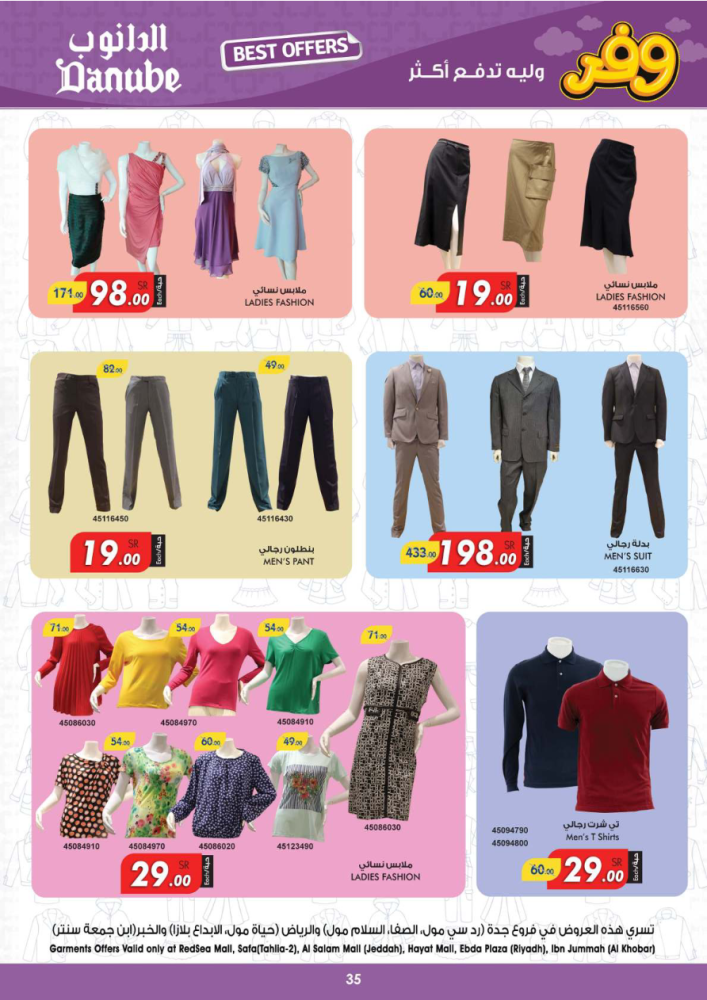 الدانوب
Danube
BEST OFFERS
وليه تدفع أكثر
وفر
171.00
98.00
SR
حبة/Each
ملابس نسائي
LADIES FASHION
60.00
19.00
SR
حبة/Each
ملابس نسائي
LADIES FASHION
45116560
82.00
49.00
45116450
45116430
19.00
SR
حبة/Each
بنطلون رجالي
MEN'S PANT
433.00
198.00
SR
حبة/Each
بدلة رجالي
MEN'S SUIT
45116630
71.00
54.00
54.00
71.00
45086030
45084970
45084910
54.00
60.00
49.00
45086030
45084910
45084970
45086020
45123490
29.00
SR
حبة/Each
ملابس نسائي
LADIES FASHION
45094790
45094800
تي شرت رجالي
Men's T Shirts
60.00
29.00
SR
حبة/Each
تسري هذه العروض في فروع جدة (رد سي مول، الصفا، السلام مول) والرياض (حياة مول، الابداع بلازا) والخبر(ابن جمعة سنتر)
Garments Offers Valid only at RedSea Mall, Safa(Tahlia-2), Al Salam Mall (Jeddah), Hayat Mall, Ebda Plaza (Riyadh), Ibn Jummah (Al Khobar)
35